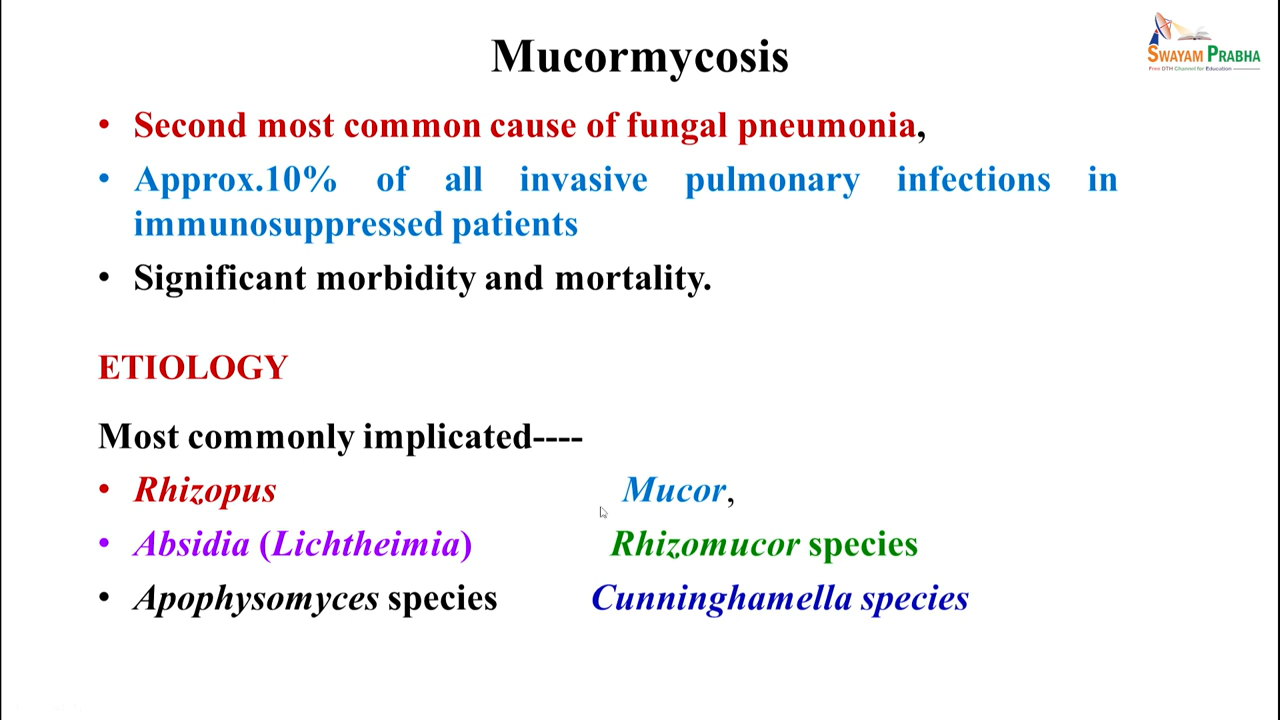 Mucormycosis
SWAYAM PRABHA
Free DTH Channel for Education
• Second most common cause of fungal pneumonia,
• Approx.10% of all invasive pulmonary infections in
immunosuppressed patients
• Significant morbidity and mortality.
ETIOLOGY
Most commonly implicated----
• Rhizopus Mucor,
• Absidia (Lichtheimia) Rhizomucor species
• Apophysomyces species Cunninghamella species